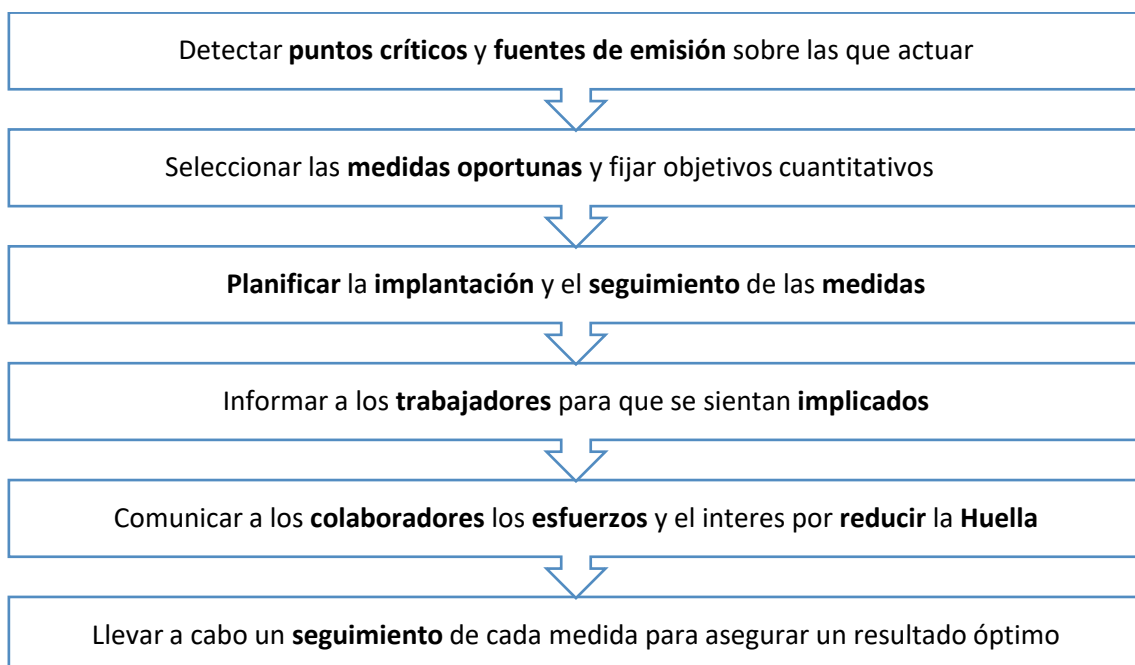 Detectar puntos críticos y fuentes de emisión sobre las que actuar
Seleccionar las medidas oportunas y fijar objetivos cuantitativos
Planificar la implantación y el seguimiento de las medidas
Informar a los trabajadores para que se sientan implicados
Comunicar a los colaboradores los esfuerzos y el interes por reducir la Huella
Llevar a cabo un seguimiento de cada medida para asegurar un resultado óptimo